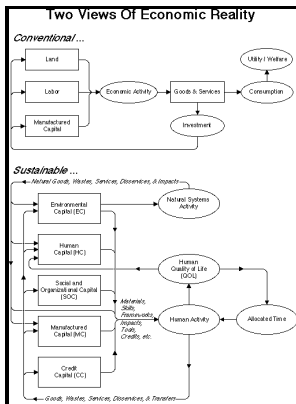 Two Views Of Economic Reality
Conventional ...
Land
Labor
Manufactured
Capital
Economic Activity
Goods & Services
Investment
Utility / Welfare
Consumption
Sustainable ...
Natural Goods, Wastes, Services, Disservices, & Impacts
Environmental
Capital (EC)
Natural Systems
Activity
Human
Capital (HC)
Human
Quality of Life
(QOL)
Social and
Organizational Capital
(SOC)
Materials,
Skills,
Frameworks,
Impacts,
Tools,
Credits, etc.
Manufactured
Capital (MC)
Human Activity
Allocated Time
Credit
Capital (CC)
Goods, Wastes, Services, Disservices, & Transfers